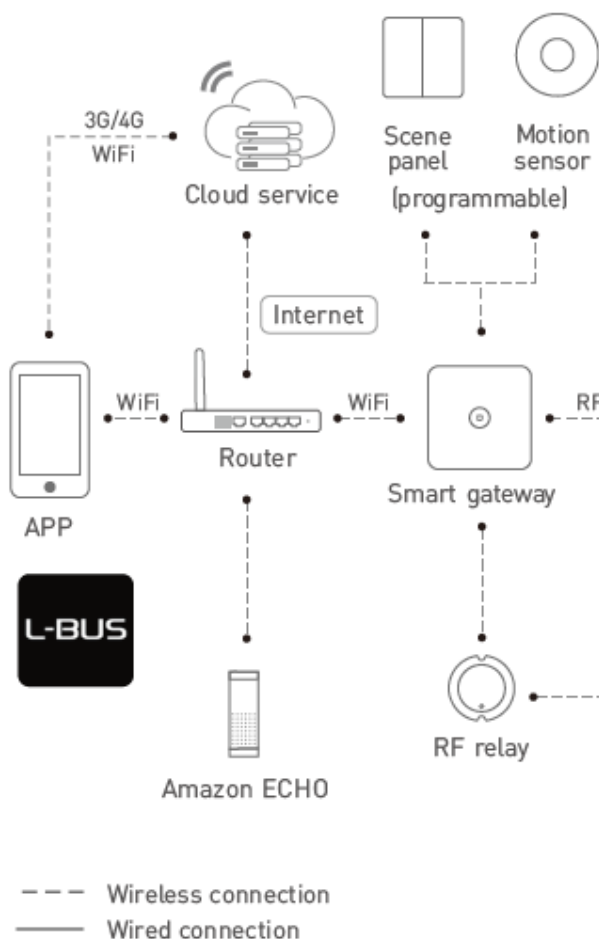 3G/4G
WiFi
Cloud service
Scene
panel
Motion
sensor
(programmable)
Internet
WiFi
WiFi
RF
Router
Smart gateway
APP
L-BUS
RF relay
Amazon ECHO
Wireless connection
Wired connection